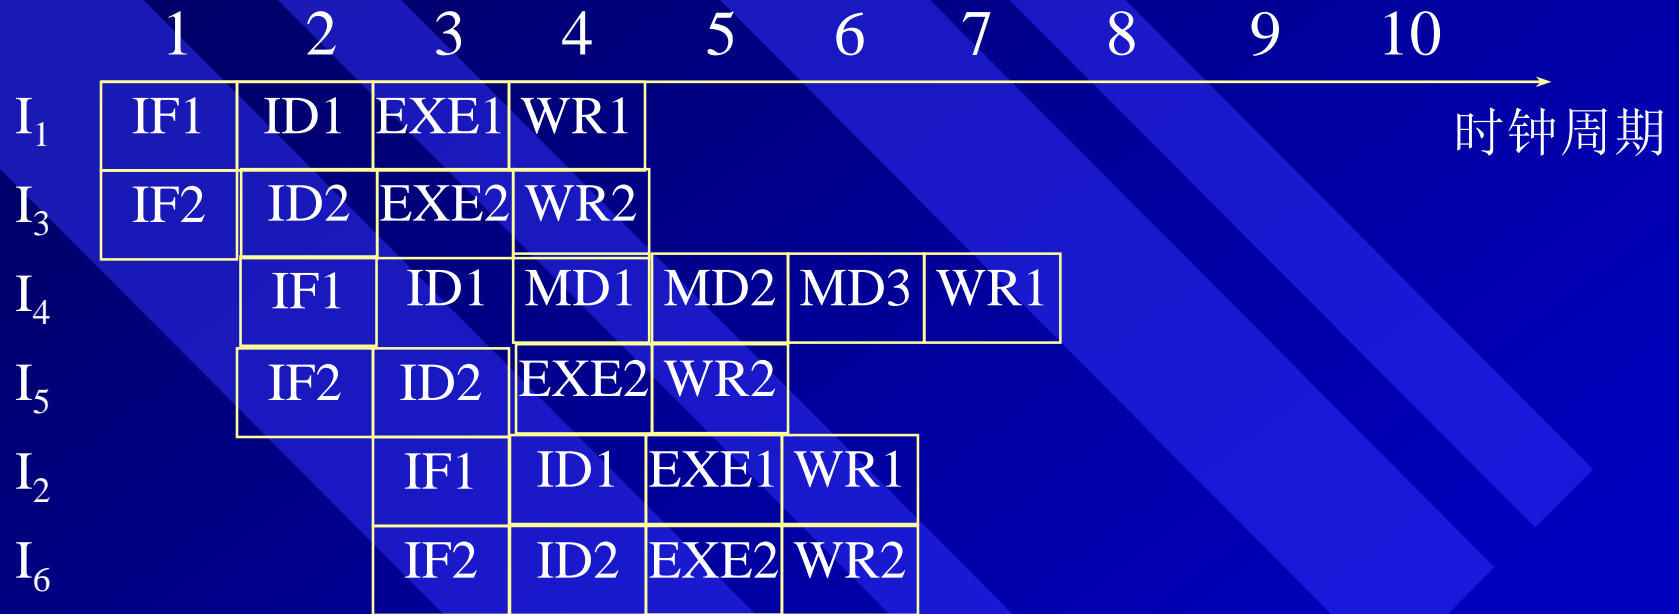 1 2 3 4 5 6 7 8 9 10
I1 IF1 ID1 EXE1 WR1
时钟周期
I3 IF2 ID2 EXE2 WR2
I4 IF1 ID1 MD1 MD2 MD3 WR1
I5 IF2 ID2 EXE2 WR2
I2 IF1 ID1 EXE1 WR1
I6 IF2 ID2 EXE2 WR2